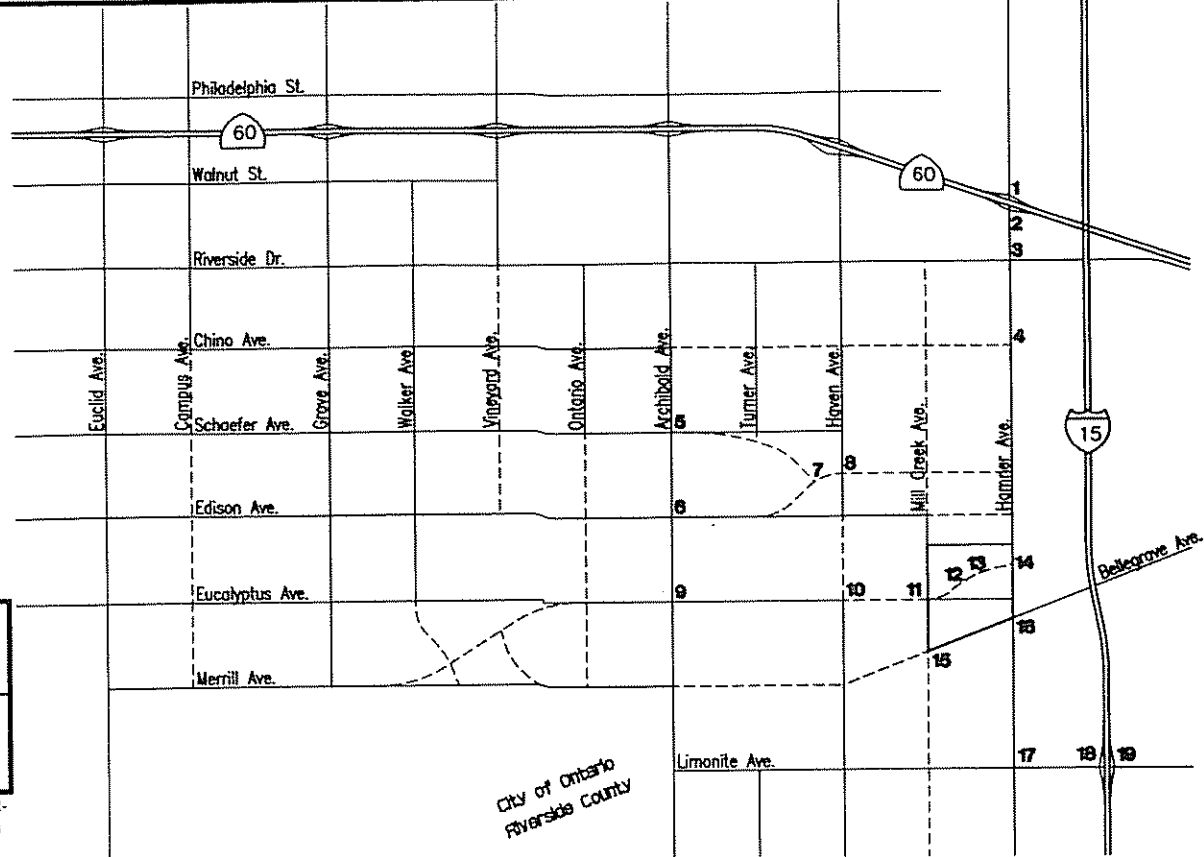 Philadelphia St.
60
Walnut St.
60
1
2
3
Riverside Dr.
Chino Ave.
4
Euclid Ave.
Campus Ave.
Grove Ave.
Walker Ave.
Vineyard Ave.
Ontario Ave.
Archibald Ave.
Turner Ave.
Haven Ave.
Mill Creek Ave.
Hamner Ave.
Schaefer Ave.
5
15
7
8
Edison Ave.
6
Bellegrave Ave.
12
13
14
Eucalyptus Ave.
9
10
11
16
15
Merrill Ave.
Limonite Ave.
17
18
19
City of Ontario
Riverside County